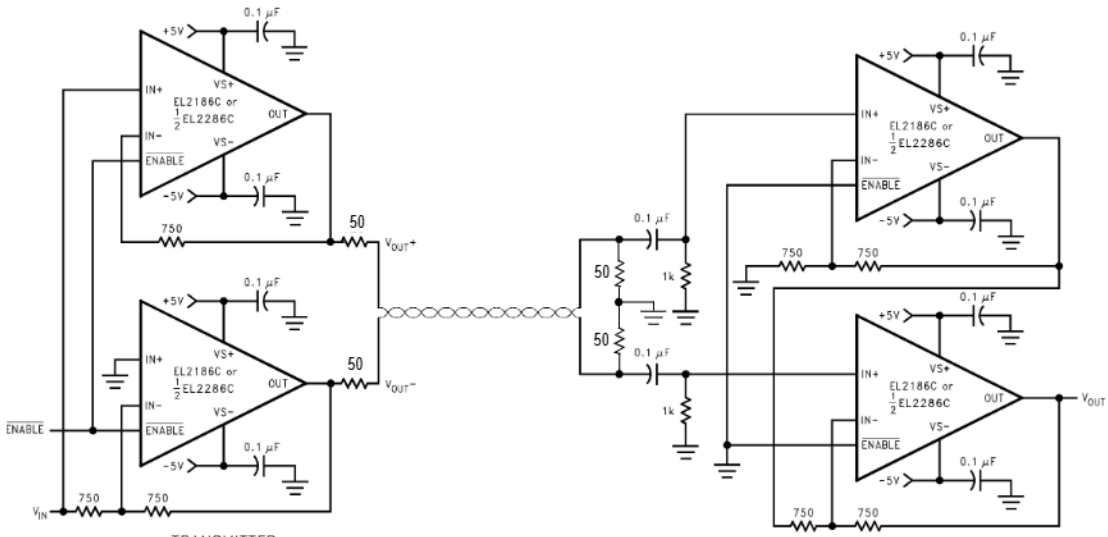 +5V
0.1 µF
VS+
IN+
EL2186C or
1/2 EL2286C
OUT
IN-
VS-
ENABLE
-5V
0.1 µF
750
50
VOUT+
+5V
0.1 µF
VS+
IN+
EL2186C or
1/2 EL2286C
OUT
IN-
VS-
ENABLE
ENABLE
-5V
0.1 µF
50
VOUT-
750
750
VIN
0.1 µF
50
1k
50
0.1 µF
1k
+5V
0.1 µF
VS+
IN+
EL2186C or
1/2 EL2286C
OUT
IN-
VS-
ENABLE
-5V
0.1 µF
750
750
+5V
0.1 µF
VS+
IN+
EL2186C or
1/2 EL2286C
OUT
VOUT
IN-
VS-
ENABLE
-5V
0.1 µF
750
750